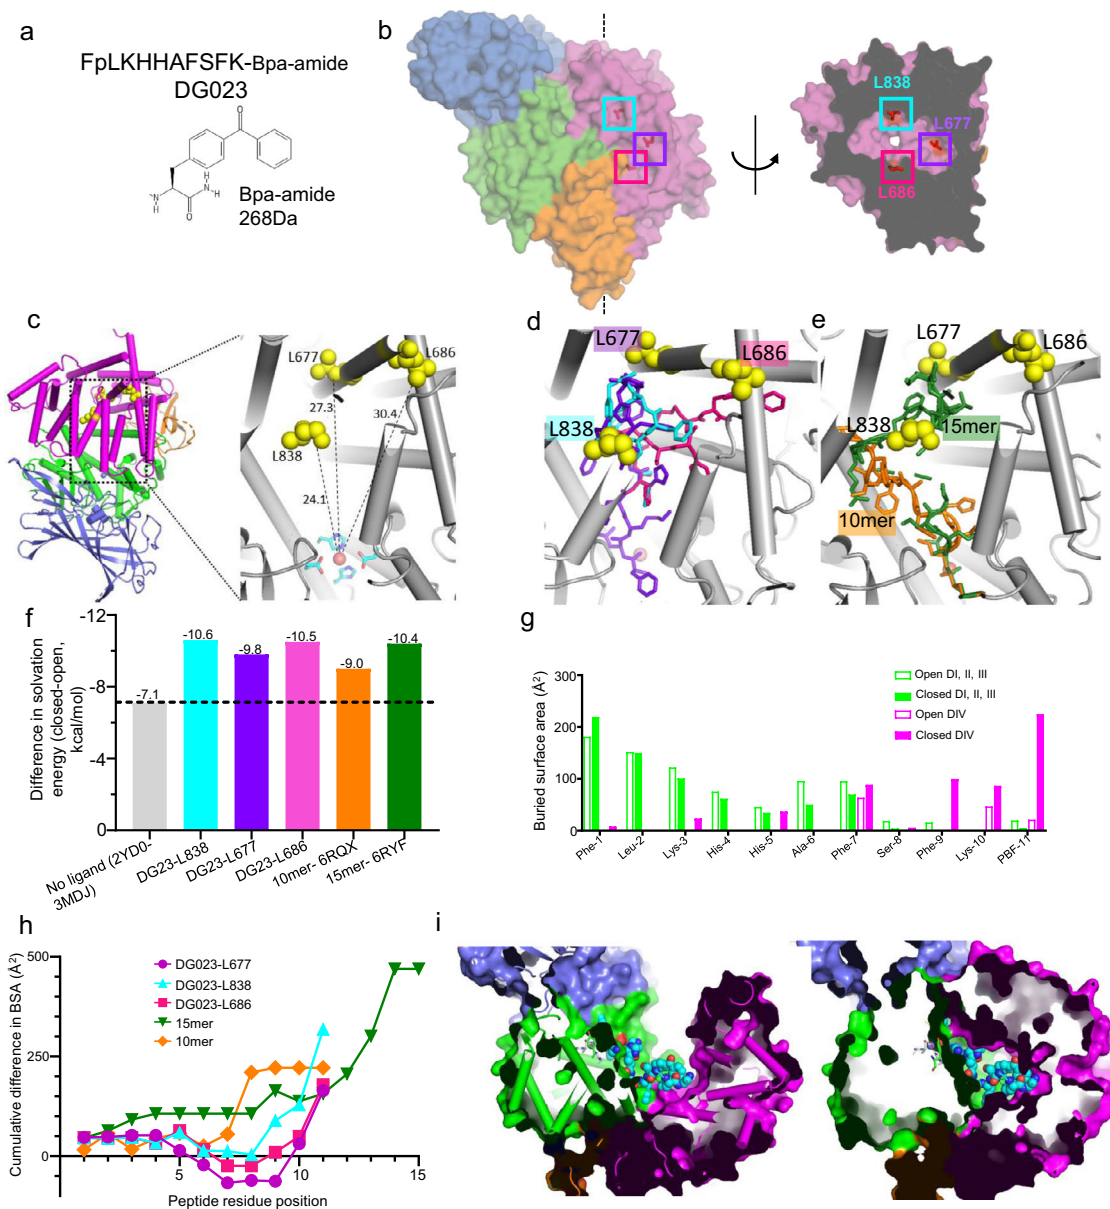 a
FpLKHHAFSFK-Bpa-amide
DG023
O
H
N
H
N
H
O
Bpa-amide
268Da
b
L838
L677
L686
c
L677
L686
27.3
30.4
L838
24.1
d
L677
L686
L838
e
L677
L686
L838
15mer
10mer
f
Difference in solvation
energy (closed-open,
kcal/mol)
-12
-8
-4
0
-7.1
-10.6
-9.8
-10.5
-9.0
-10.4
No ligand (2YD0-
3MDJ)
DG23-L838
DG23-L677
DG23-L686
10mer- 6RQX
15mer- 6RYF
g
Buried surface area (Å²)
300
200
100
0
Open DI, II, III
Closed DI, II, III
Open DIV
Closed DIV
Phe-1
Leu-2
Lys-3
His-4
His-5
Ala-6
Phe-7
Ser-8
Phe-9
Lys-10
PBF-11
h
Cumulative difference in BSA (Å²)
500
250
0
5
10
15
Peptide residue position
DG023-L677
DG023-L838
DG023-L686
15mer
10mer
i